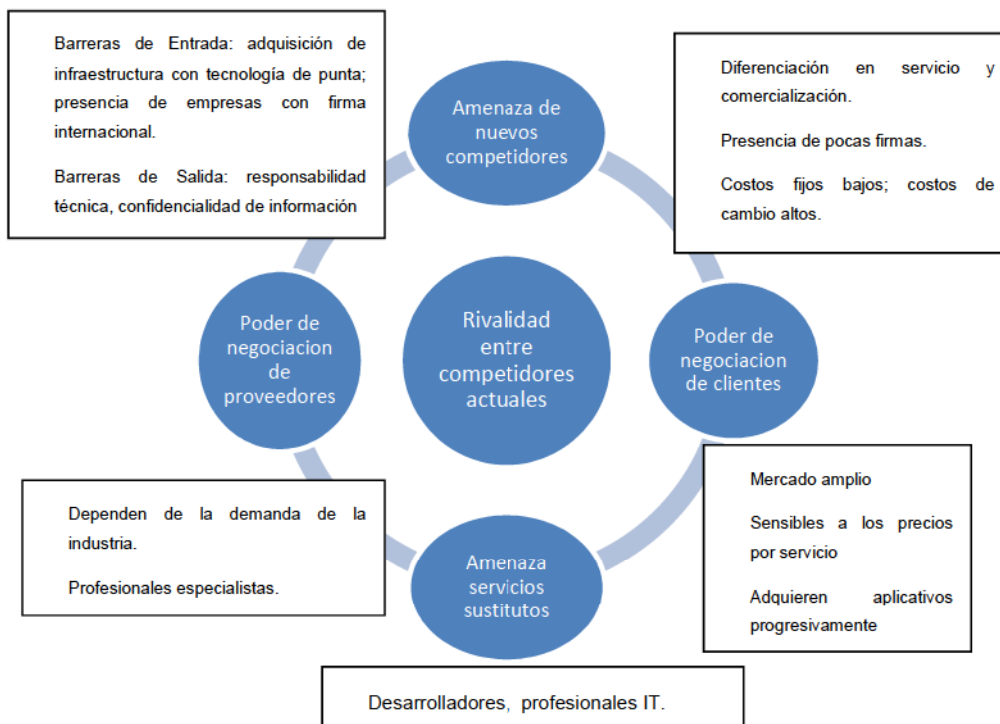 Barreras de Entrada: adquisición de
infraestructura con tecnología de punta;
presencia de empresas con firma
internacional.
Barreras de Salida: responsabilidad
técnica, confidencialidad de información
Amenaza de
nuevos
competidores
Diferenciación en servicio y
comercialización.
Presencia de pocas firmas.
Costos fijos bajos; costos de
cambio altos.
Poder de
negociacion
de
proveedores
Rivalidad
entre
competidores
actuales
Poder de
negociacion
de clientes
Dependen de la demanda de la
industria.
Profesionales especialistas.
Amenaza
servicios
sustitutos
Mercado amplio
Sensibles a los precios
por servicio
Adquieren aplicativos
progresivamente
Desarrolladores, profesionales IT.